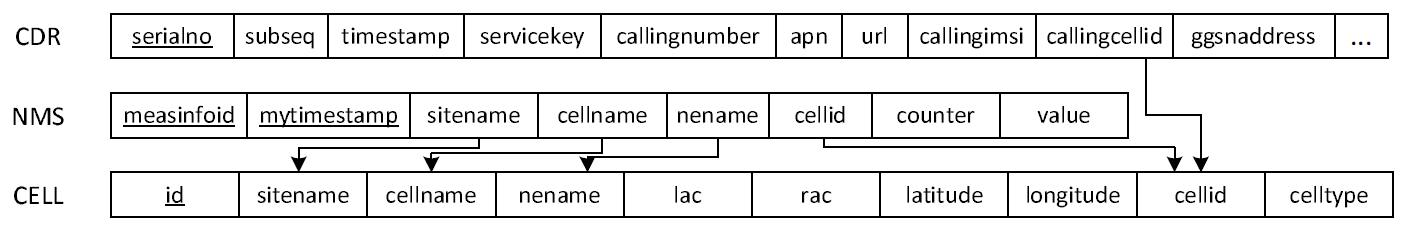 CDR serialno subseq timestamp servicekey callingnumber apn url callingimsi callingcellid ggsnaddress ...
NMS measinfoid mytimestamp sitename cellname nename cellid counter value
CELL id sitename cellname nename lac rac latitude longitude cellid celltype